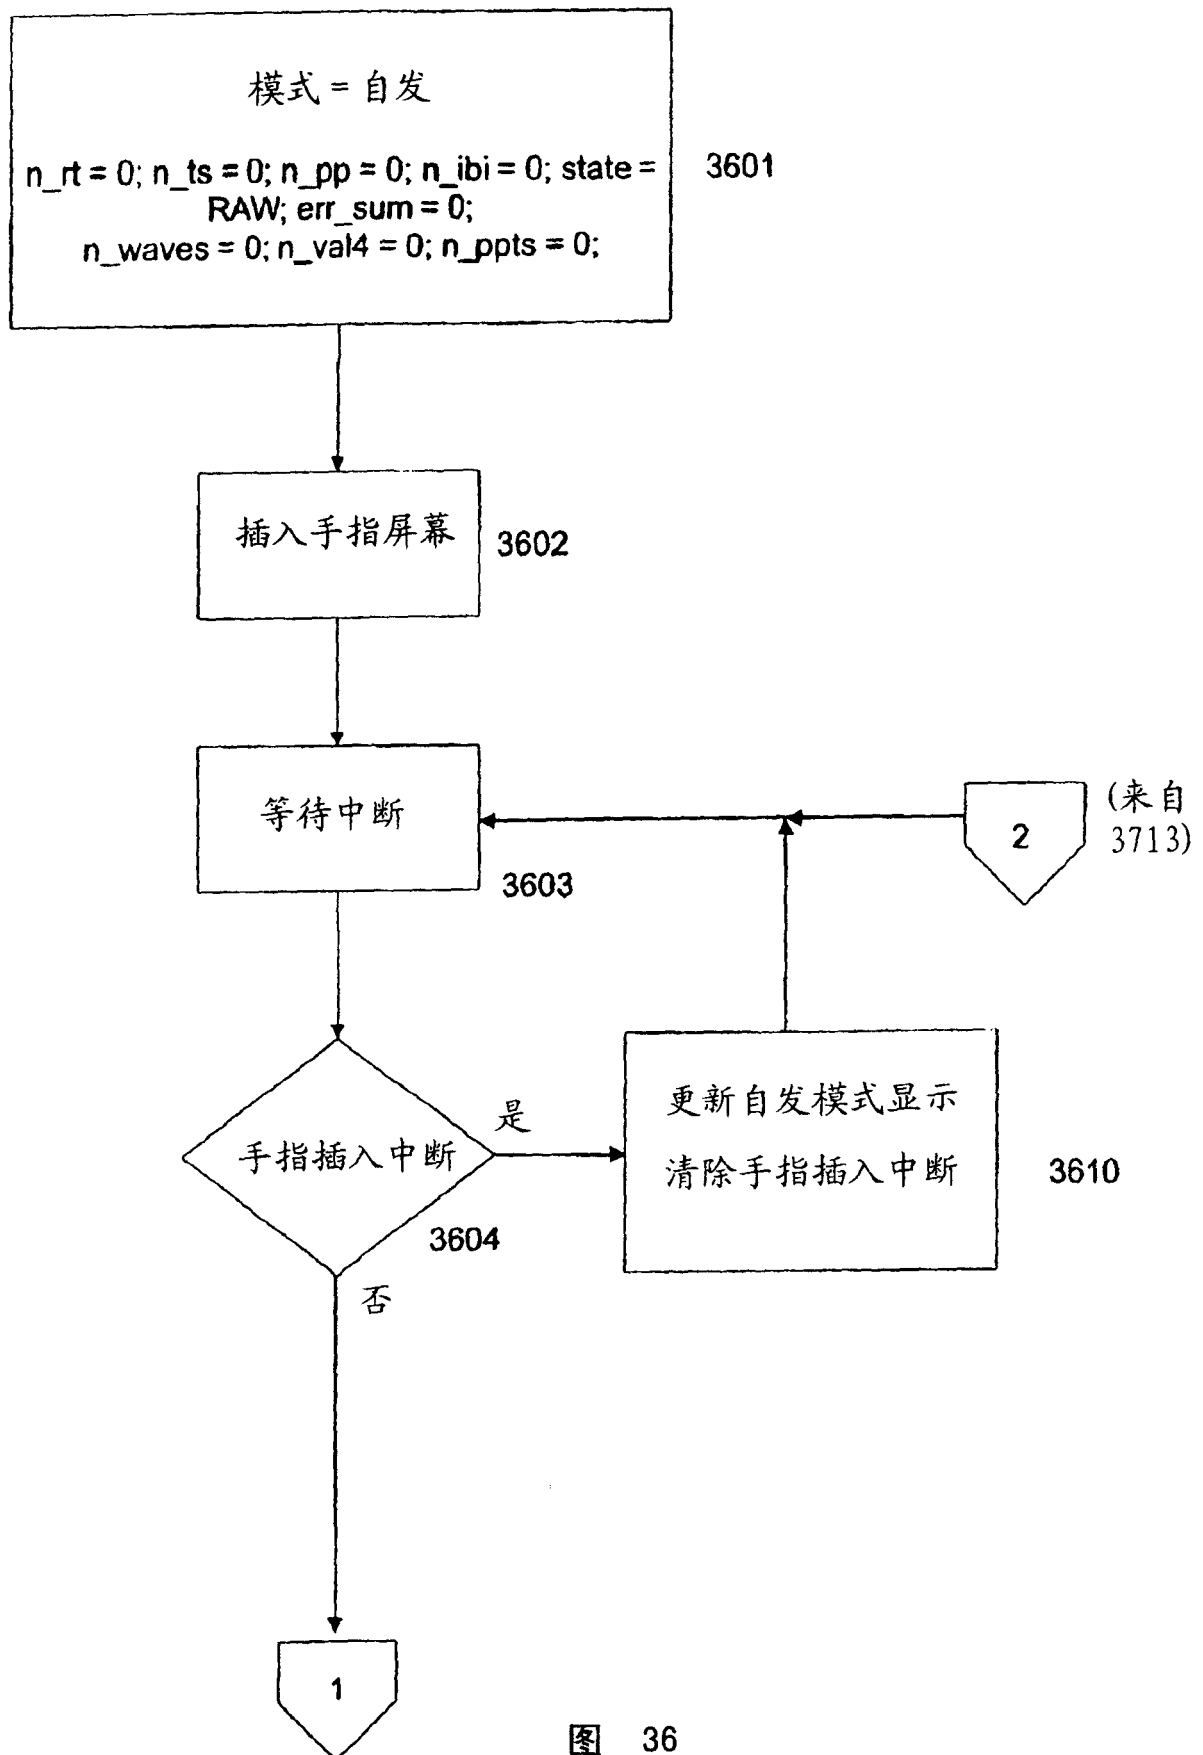 模式 = 自发
n_rt = 0; n_ts = 0; n_pp = 0; n_ibi = 0; state =
RAW; err_sum = 0;
n_waves = 0; n_val4 = 0; n_ppts = 0;
3601
插入手指屏幕
3602
等待中断
3603
2
(来自
3713)
手指插入中断
3604
是
更新自发模式显示
清除手指插入中断
3610
否
1
图 36